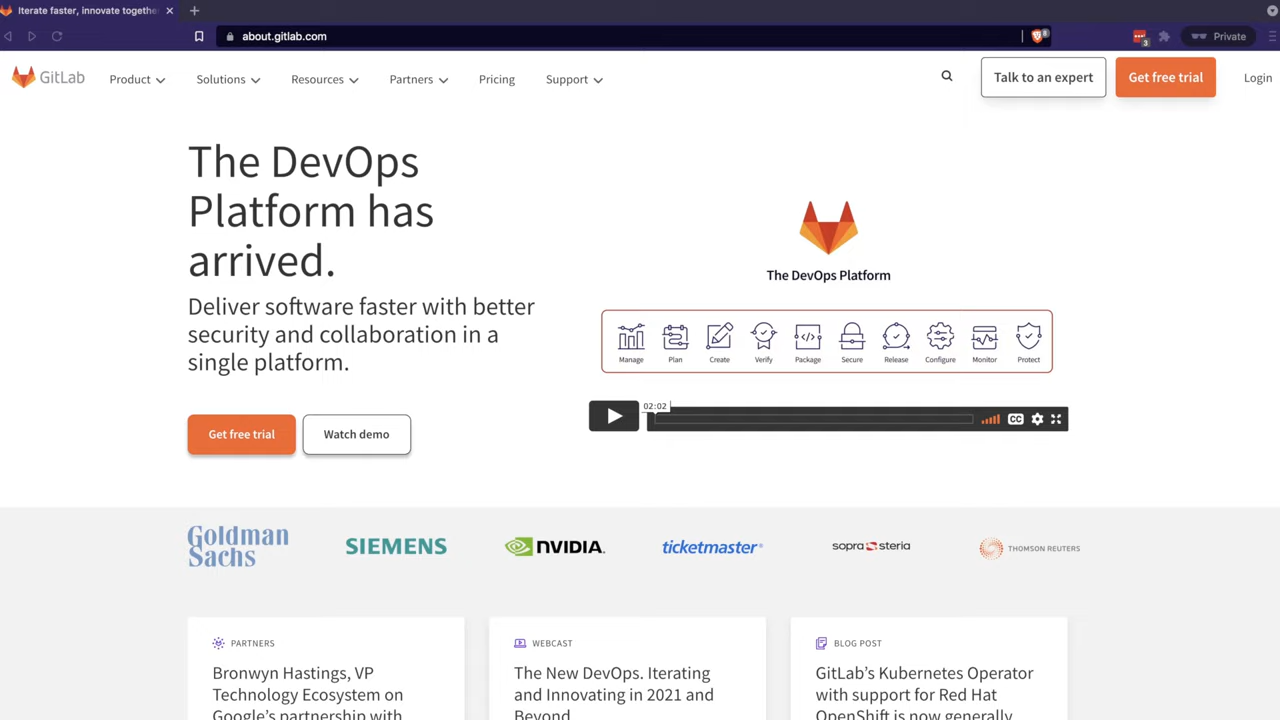 Iterate faster, innovate togethe
about.gitlab.com
8
3
Private
GitLab
Product
Solutions
Resources
Partners
Pricing
Support
Talk to an expert
Get free trial
Login
The DevOps
Platform has
arrived.
Deliver software faster with better
security and collaboration in a
single platform.
Get free trial
Watch demo
The DevOps Platform
Manage
Plan
Create
Verify
Package
Secure
Release
Configure
Monitor
Protect
02:02
CC
Goldman
Sachs
SIEMENS
NVIDIA.
ticketmaster®
sopra steria
THOMSON REUTERS
PARTNERS
Bronwyn Hastings, VP
Technology Ecosystem on
Google's partnership with
WEBCAST
The New DevOps. Iterating
and Innovating in 2021 and
Beyond
BLOG POST
GitLab's Kubernetes Operator
with support for Red Hat
OpenShift is now generally